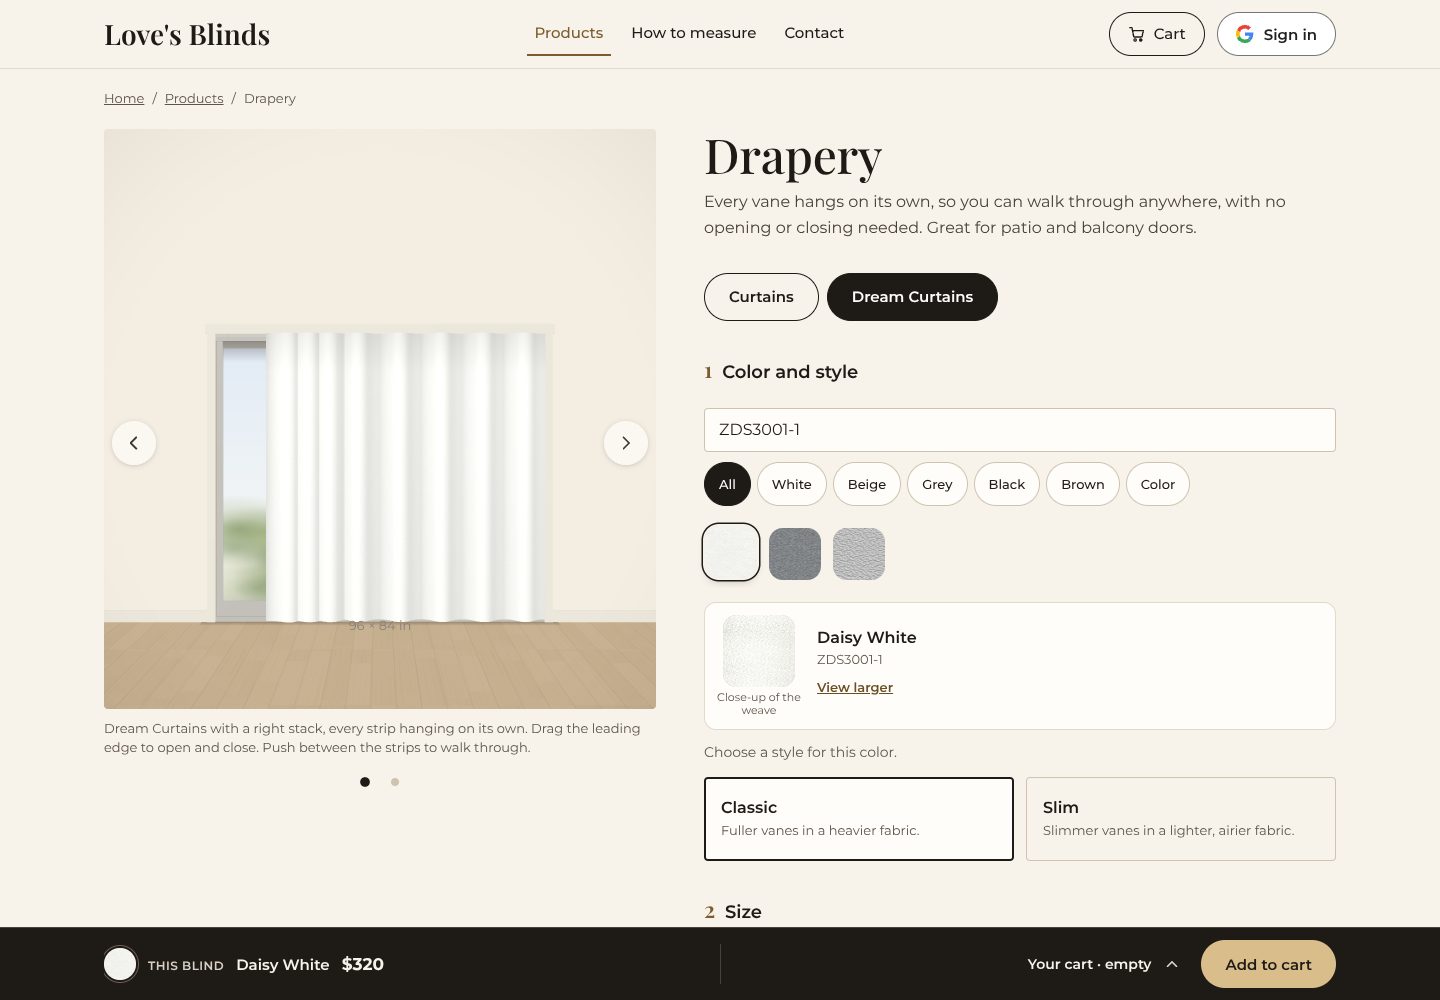 Love's Blinds
Products
How to measure
Contact
Cart
Sign in
Home / Products / Drapery
96 × 84 in
Dream Curtains with a right stack, every strip hanging on its own. Drag the leading
edge to open and close. Push between the strips to walk through.
Drapery
Every vane hangs on its own, so you can walk through anywhere, with no
opening or closing needed. Great for patio and balcony doors.
Curtains
Dream Curtains
1 Color and style
ZDS3001-1
All
White
Beige
Grey
Black
Brown
Color
Close-up of the
weave
Daisy White
ZDS3001-1
View larger
Choose a style for this color.
Classic
Fuller vanes in a heavier fabric.
Slim
Slimmer vanes in a lighter, airier fabric.
2 Size
THIS BLIND Daisy White $320
Your cart · empty
Add to cart